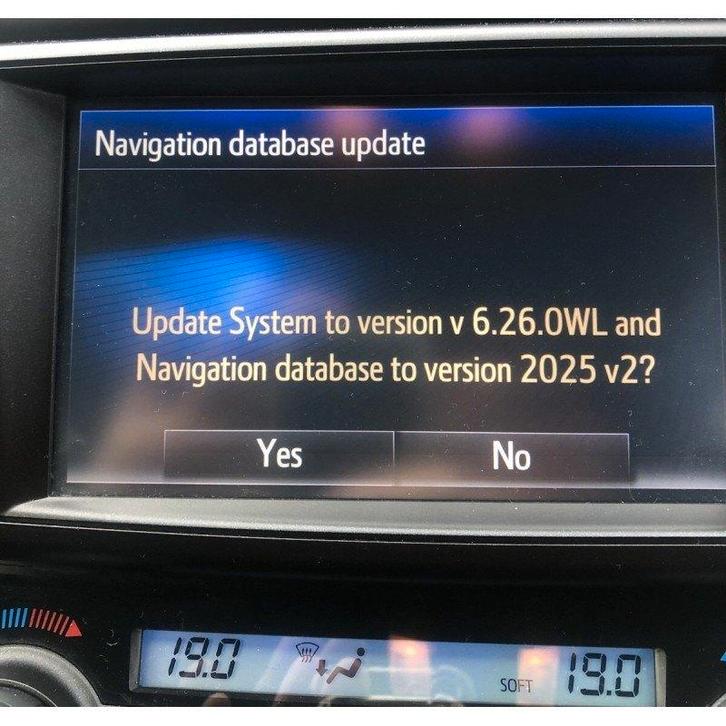 Navigation database update
Update System to version v 6.26.0WL and
Navigation database to version 2025 v2?
Yes No
19.0 SOFT 19.0